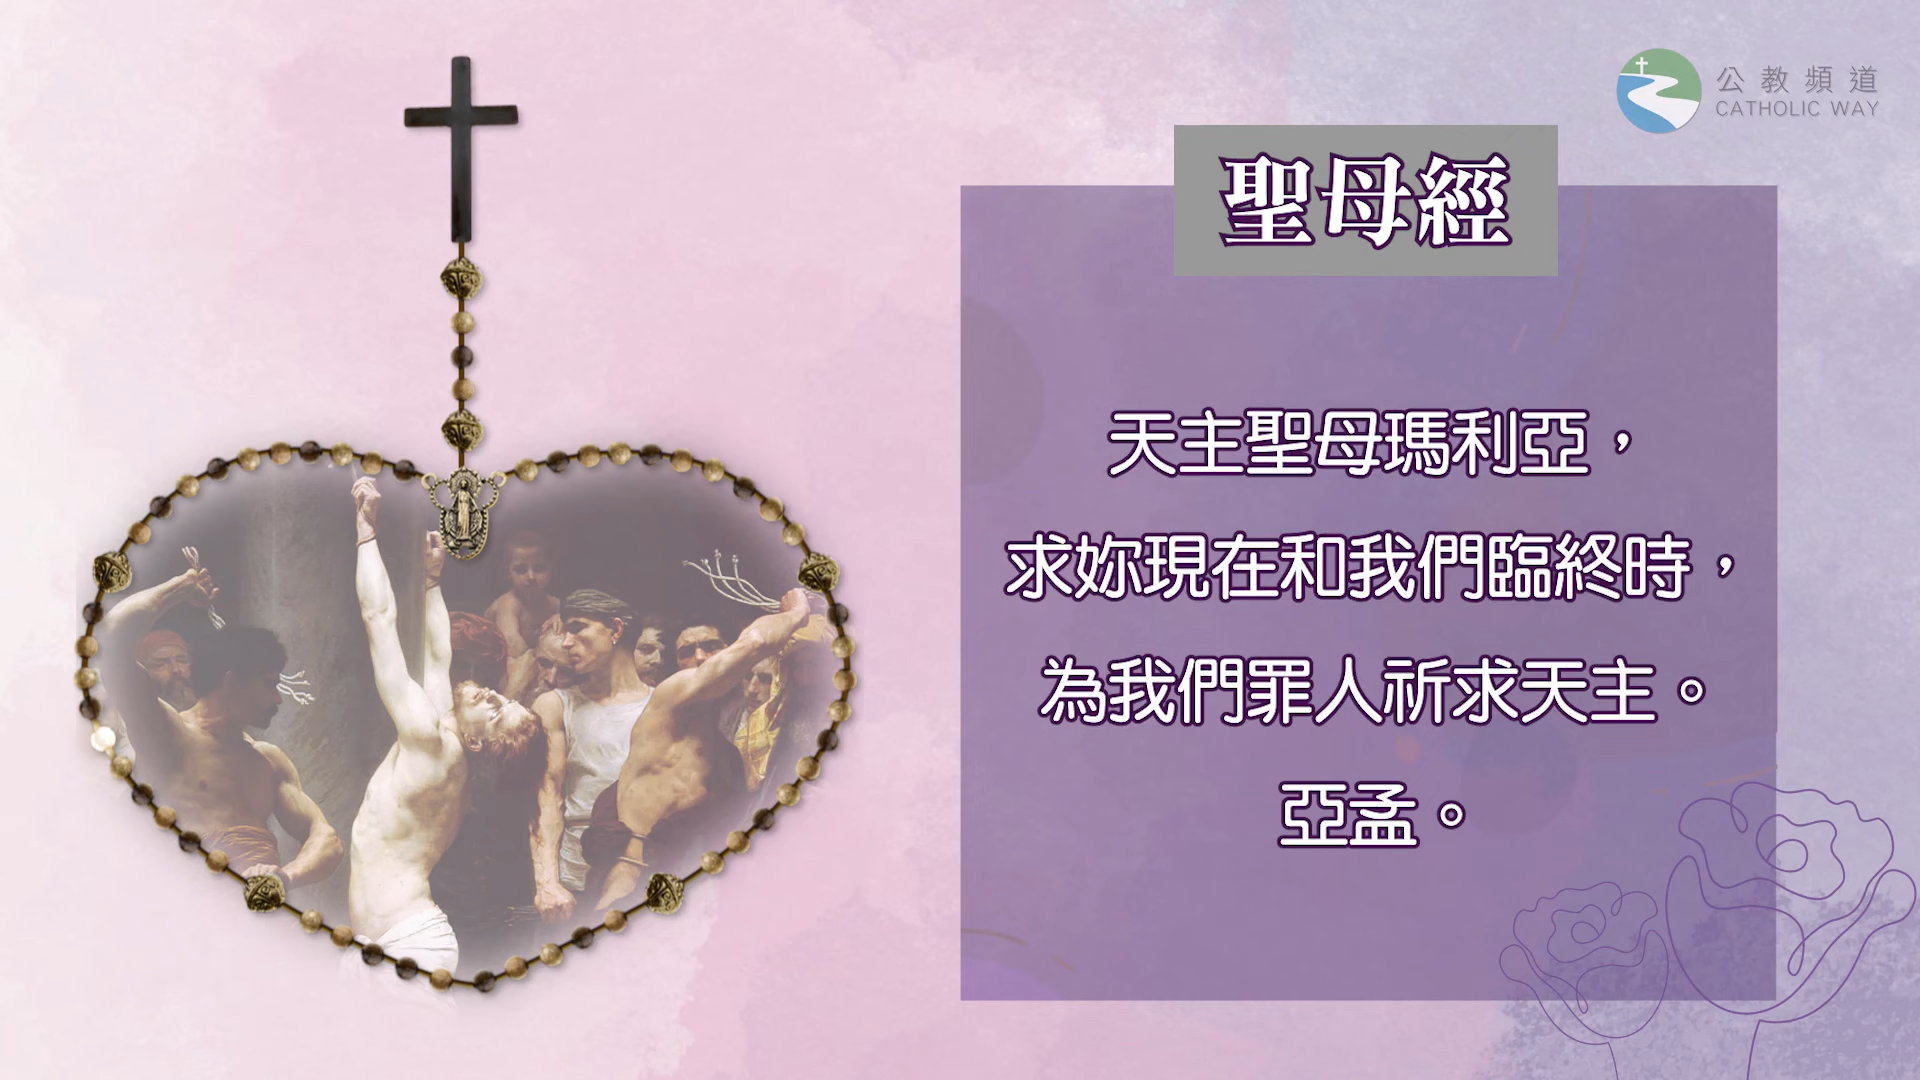 公教頻道
CATHOLIC WAY
聖母經
天主聖母瑪利亞，
求妳現在和我們臨終時，
為我們罪人祈求天主。
亞孟。